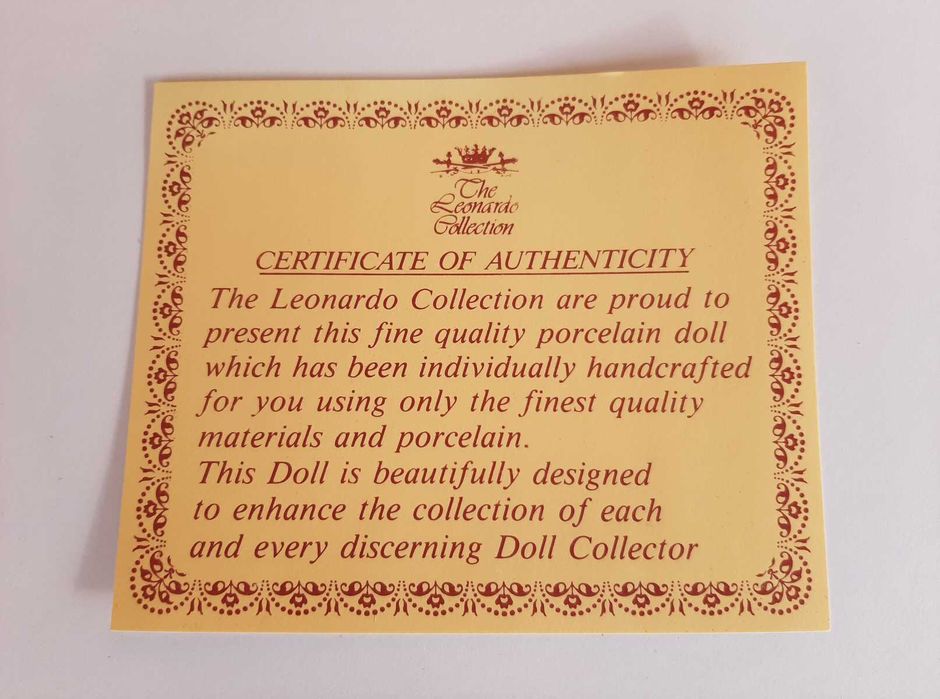 The
Leonardo
Collection
CERTIFICATE OF AUTHENTICITY
The Leonardo Collection are proud to
present this fine quality porcelain doll
which has been individually handcrafted
for you using only the finest quality
materials and porcelain.
This Doll is beautifully designed
to enhance the collection of each
and every discerning Doll Collector